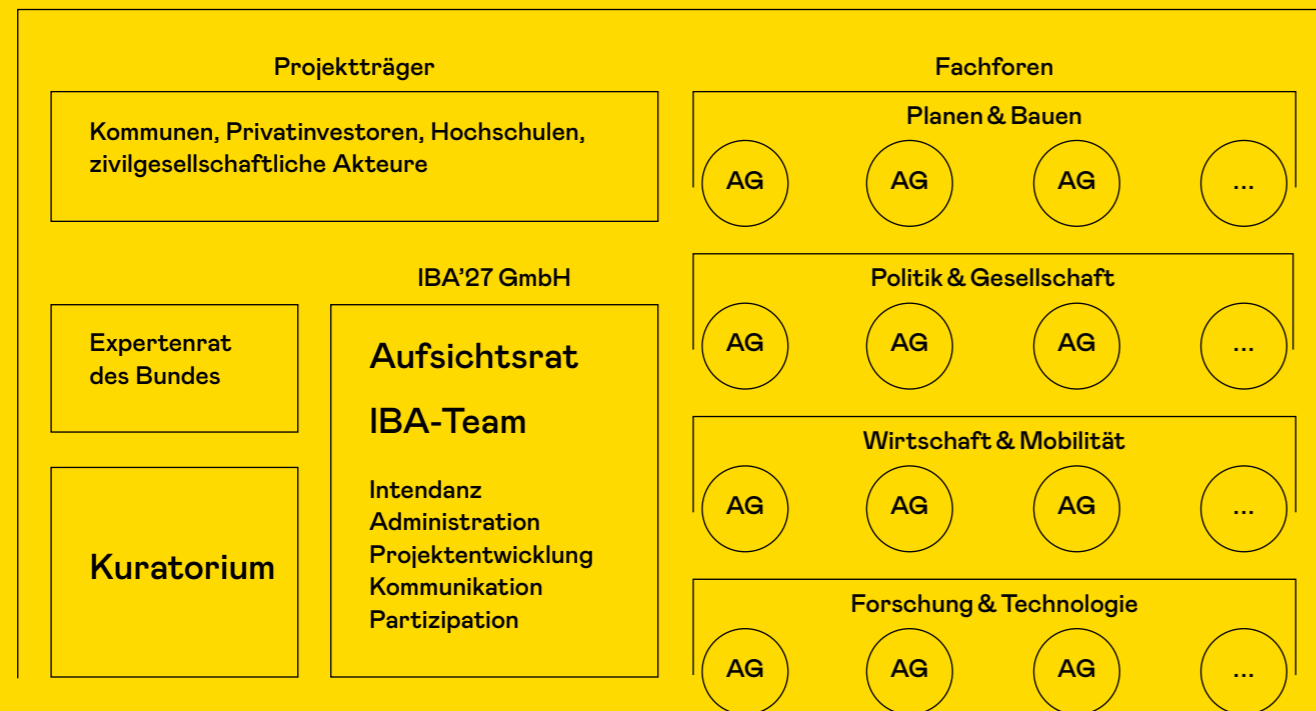 Projektträger
Kommunen, Privatinvestoren, Hochschulen,
zivilgesellschaftliche Akteure
Expertenrat
des Bundes
Kuratorium
IBA’27 GmbH
Aufsichtsrat
IBA-Team
Intendanz
Administration
Projektentwicklung
Kommunikation
Partizipation
Fachforen
Planen & Bauen
AG AG AG ...
Politik & Gesellschaft
AG AG AG ...
Wirtschaft & Mobilität
AG AG AG ...
Forschung & Technologie
AG AG AG ...